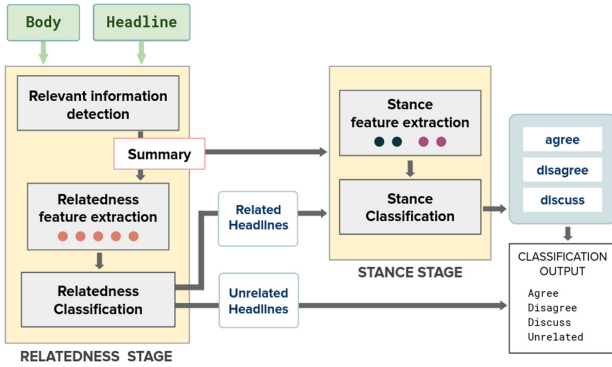 Body
Headline
Relevant information
detection
Summary
Relatedness
feature extraction
Relatedness
Classification
RELATEDNESS STAGE
Related
Headlines
Unrelated
Headlines
Stance
feature extraction
Stance
Classification
STANCE STAGE
agree
disagree
discuss
CLASSIFICATION
OUTPUT
Agree
Disagree
Discuss
Unrelated